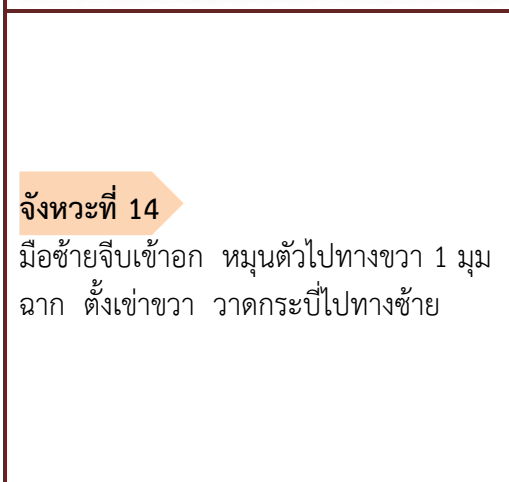 จังหวะที่ 14
มือซ้ายจีบเข้าอก หมุนตัวไปทางขวา 1 มุม
ฉาก ตั้งเข่าขวา วาดกระบี่ไปทางซ้าย